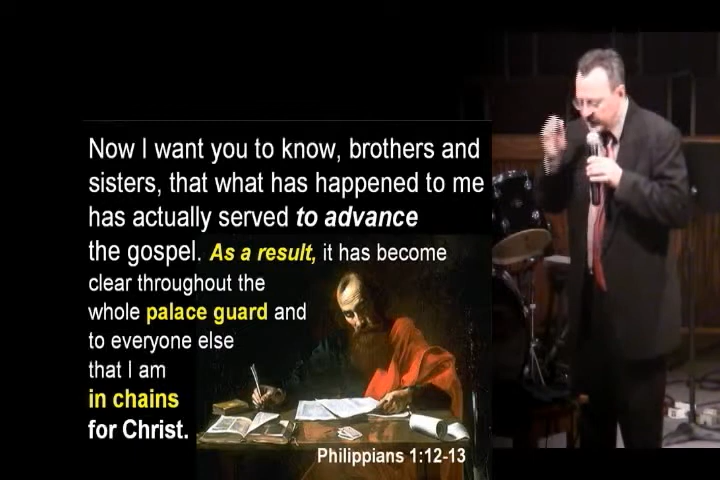 Now I want you to know, brothers and
sisters, that what has happened to me
has actually served to advance
the gospel. As a result, it has become
clear throughout the
whole palace guard and
to everyone else
that I am
in chains
for Christ.
Philippians 1:12-13